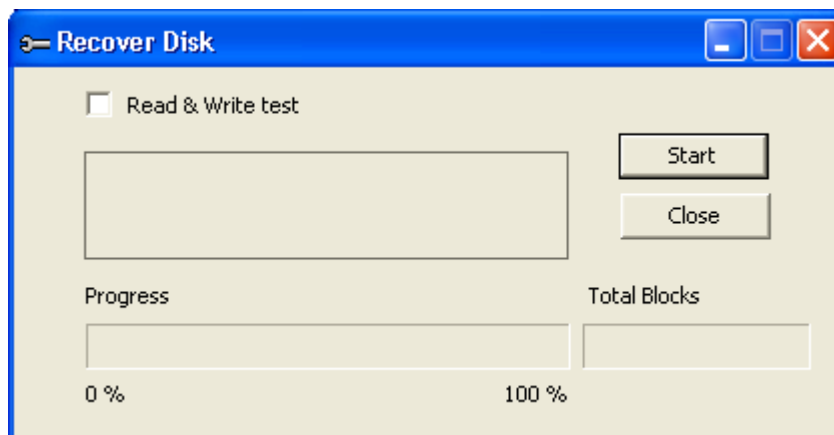 Recover Disk
Read & Write test
Start
Close
Progress
Total Blocks
0 %
100 %